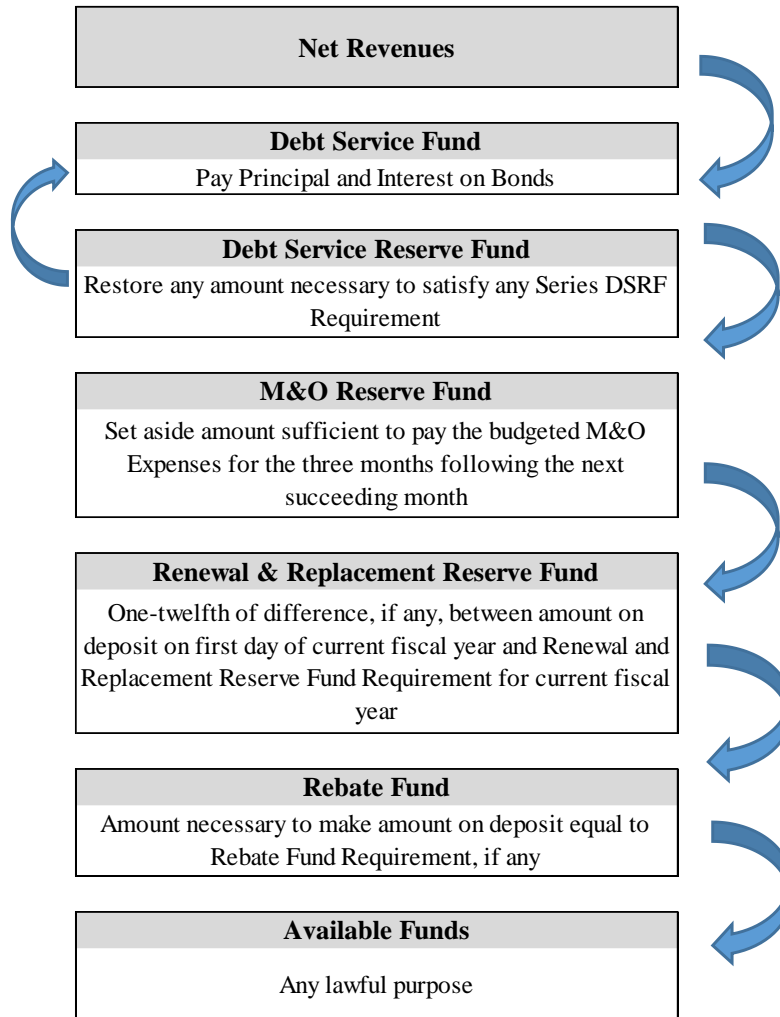 Net Revenues
Debt Service Fund
Pay Principal and Interest on Bonds
Debt Service Reserve Fund
Restore any amount necessary to satisfy any Series DSRF
Requirement
M&O Reserve Fund
Set aside amount sufficient to pay the budgeted M&O
Expenses for the three months following the next
succeeding month
Renewal & Replacement Reserve Fund
One-twelfth of difference, if any, between amount on
deposit on first day of current fiscal year and Renewal and
Replacement Reserve Fund Requirement for current fiscal
year
Rebate Fund
Amount necessary to make amount on deposit equal to
Rebate Fund Requirement, if any
Available Funds
Any lawful purpose